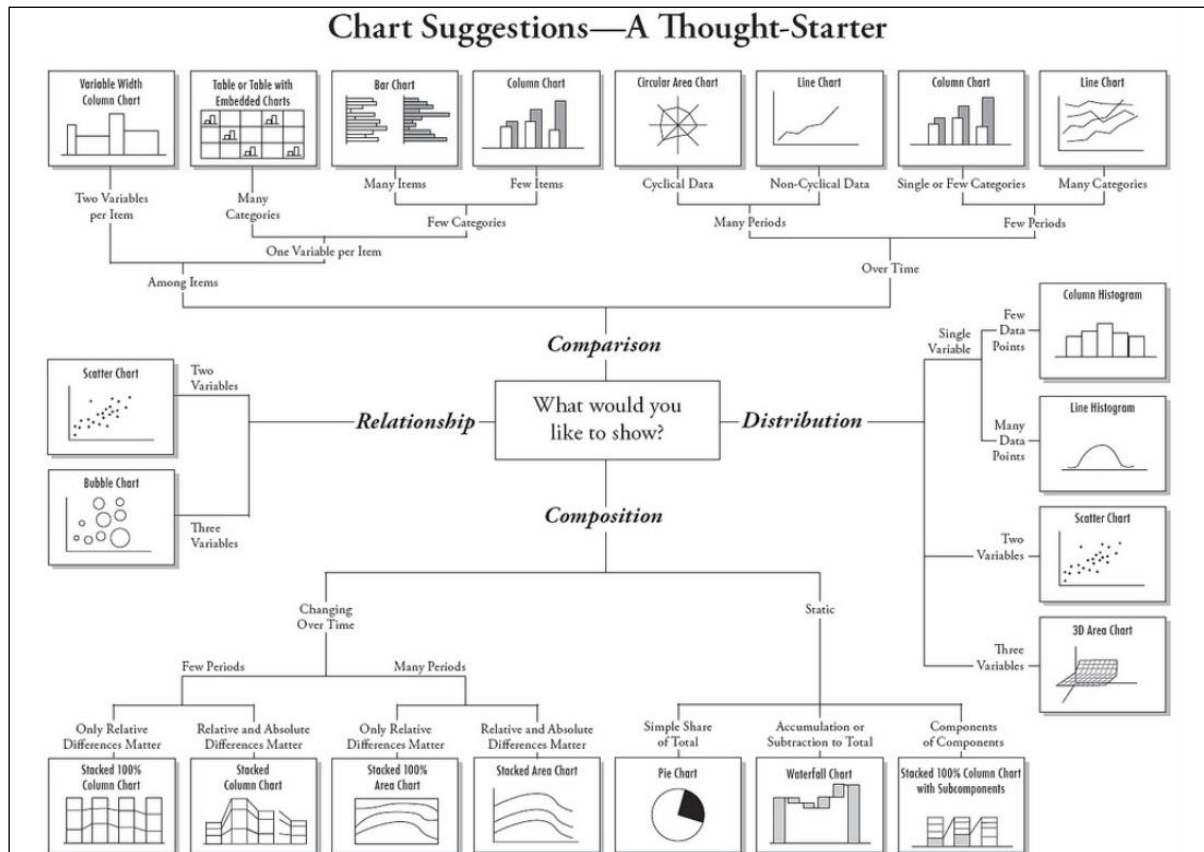 Chart Suggestions—A Thought-Starter
Variable Width
Column Chart
Table or Table with
Embedded Charts
Bar Chart
Column Chart
Circular Area Chart
Line Chart
Column Chart
Line Chart
Two Variables
per Item
Many
Categories
Many Items
Few Items
Cyclical Data
Non-Cyclical Data
Single or Few Categories
Many Categories
Few Categories
Many Periods
Few Periods
One Variable per Item
Among Items
Over Time
Comparison
What would you
like to show?
Relationship
Two
Variables
Scatter Chart
Three
Variables
Bubble Chart
Distribution
Single
Variable
Few
Data
Points
Column Histogram
Many
Data
Points
Line Histogram
Two
Variables
Scatter Chart
Three
Variables
3D Area Chart
Composition
Changing
Over Time
Static
Few Periods
Many Periods
Only Relative
Differences Matter
Relative and Absolute
Differences Matter
Only Relative
Differences Matter
Relative and Absolute
Differences Matter
Simple Share
of Total
Accumulation or
Subtraction to Total
Components
of Components
Stacked 100%
Column Chart
Stacked
Column Chart
Stacked 100%
Area Chart
Stacked Area Chart
Pie Chart
Waterfall Chart
Stacked 100% Column Chart
with Subcomponents